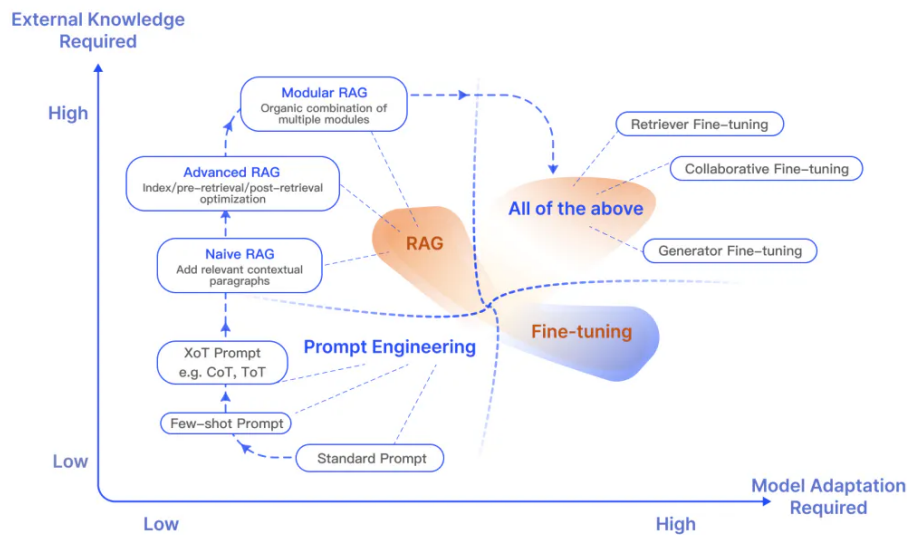 External Knowledge
Required
High
Modular RAG
Organic combination of
multiple modules
Retriever Fine-tuning
Advanced RAG
Index/pre-retrieval/post-retrieval
optimization
Collaborative Fine-tuning
All of the above
RAG
Naive RAG
Add relevant contextual
paragraphs
Generator Fine-tuning
Fine-tuning
Prompt Engineering
XoT Prompt
e.g. CoT, ToT
Few-shot Prompt
Standard Prompt
Low
Model Adaptation
Required
Low
High